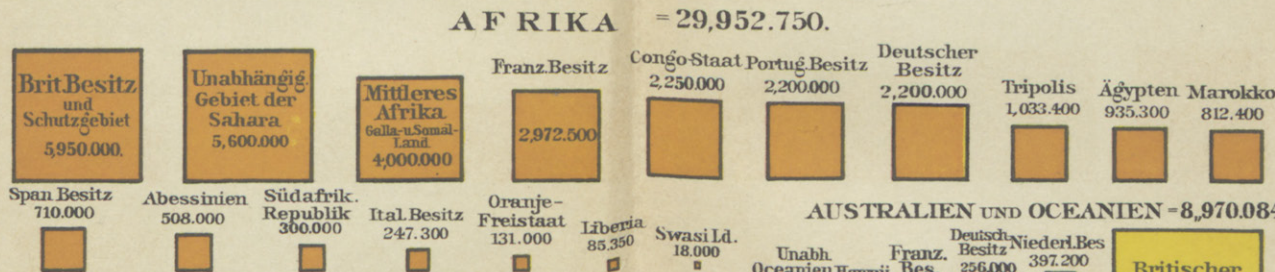 AFRIKA = 29,952.750.
Brit.Besitz
und
Schutzgebiet
5,950.000.
Unabhängig.
Gebiet der
Sahara
5,600.000
Mittleres
Afrika
Galla-u.Somâl-
Land
4,000.000
Franz.Besitz
2,972.500
Congo-Staat
2,250.000
Portug.Besitz
2,200.000
Deutscher
Besitz
2,200.000
Tripolis
1,033.400
Ägypten
935.300
Marokko
812.400
Span Besitz
710.000
Abessinien
508.000
Südafrik.
Republik
300.000
Ital.Besitz
247.300
Oranje-
Freistaat
131.000
Liberia
85.350
Swasi Ld.
18.000
AUSTRALIEN UND OCEANIEN = 8,970.084
Unabh
Oceanien
Franz.
Bes
Deutsch.
Besitz
256.000
Niederl.Bes
397.200
Britischer